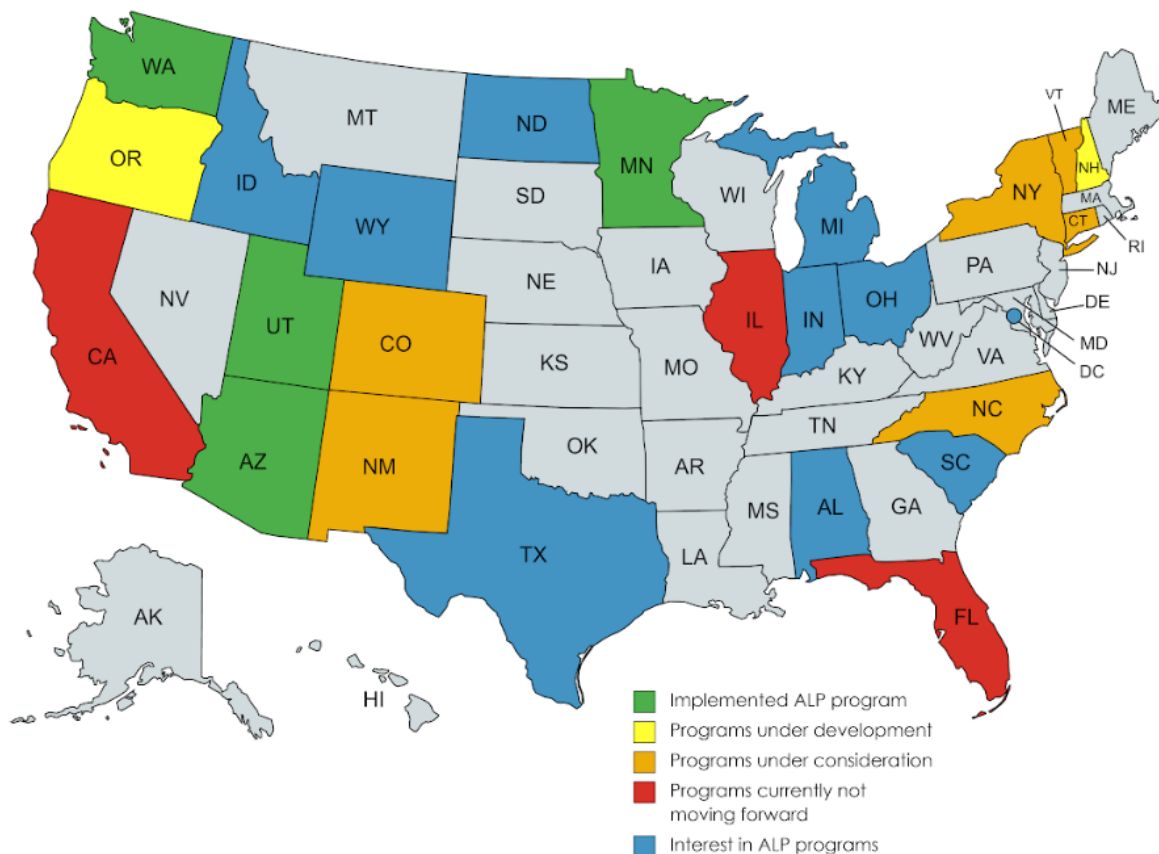 WA
MT
ND
MN
VT
ME
OR
ID
SD
WI
NH
NY
MA
WY
MI
CT
RI
NV
NE
IA
PA
NJ
OH
DE
UT
IL
IN
CA
CO
WV
MD
KS
MO
VA
DC
KY
NC
TN
AZ
NM
OK
AR
SC
MS
AL
GA
TX
LA
AK
FL
HI
Implemented ALP program
Programs under development
Programs under consideration
Programs currently not
moving forward
Interest in ALP programs